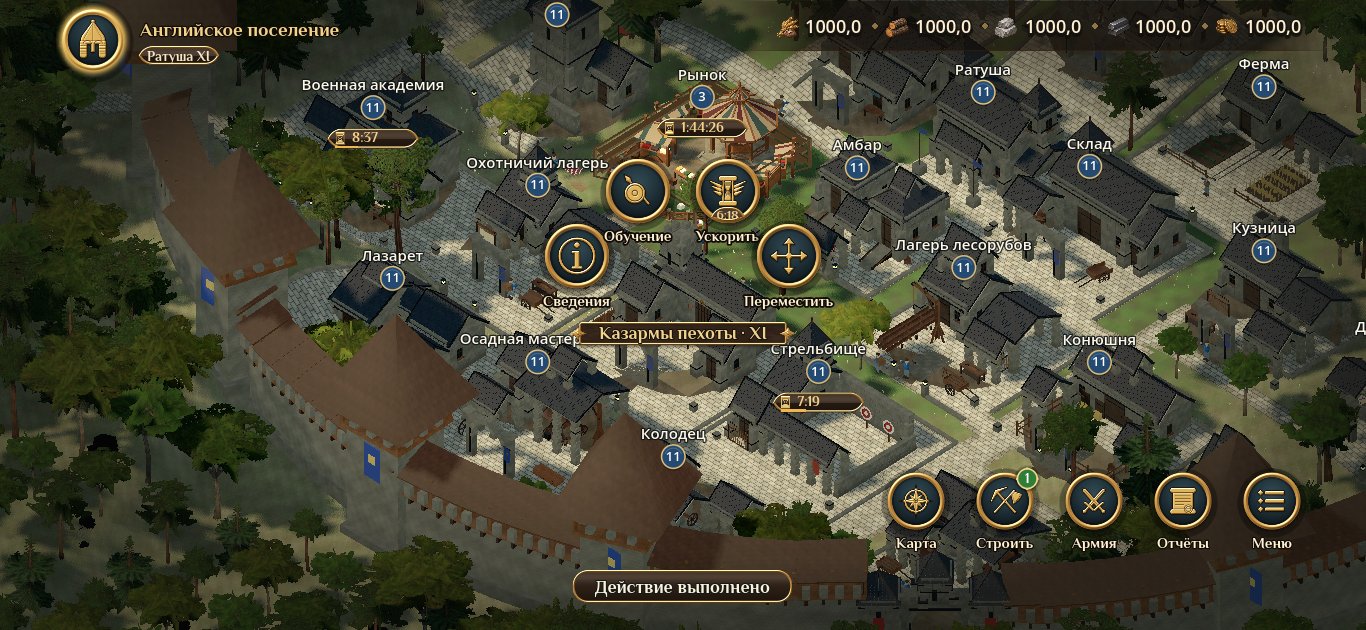 Английское поселение
Ратуша XI
11
1000,0
1000,0
1000,0
1000,0
1000,0
Военная академия
11
8:37
Рынок
3
1:44:26
Ратуша
11
Ферма
11
Охотничий лагерь
11
Амбар
11
Склад
11
6:18
Обучение
Ускорить
Сведения
Переместить
Лазарет
11
Лагерь лесорубов
11
Кузница
11
Казармы пехоты · XI
Осадная мастер
11
Стрельбище
11
7:19
Конюшня
11
Д
Колодец
11
1
Карта
Строить
Армия
Отчёты
Меню
Действие выполнено